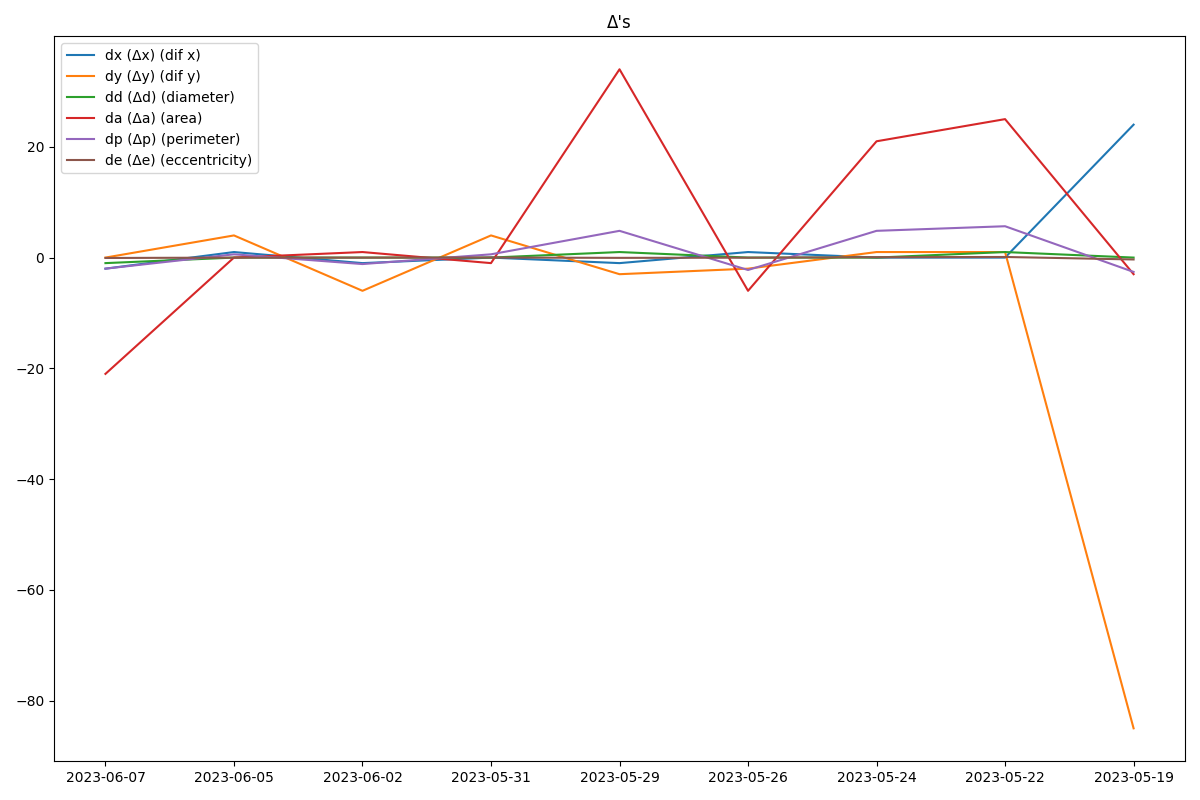 Δ's
dx (Δx) (dif x)
dy (Δy) (dif y)
dd (Δd) (diameter)
da (Δa) (area)
dp (Δp) (perimeter)
de (Δe) (eccentricity)
20
0
−20
−40
−60
−80
2023-06-07 2023-06-05 2023-06-02 2023-05-31 2023-05-29 2023-05-26 2023-05-24 2023-05-22 2023-05-19